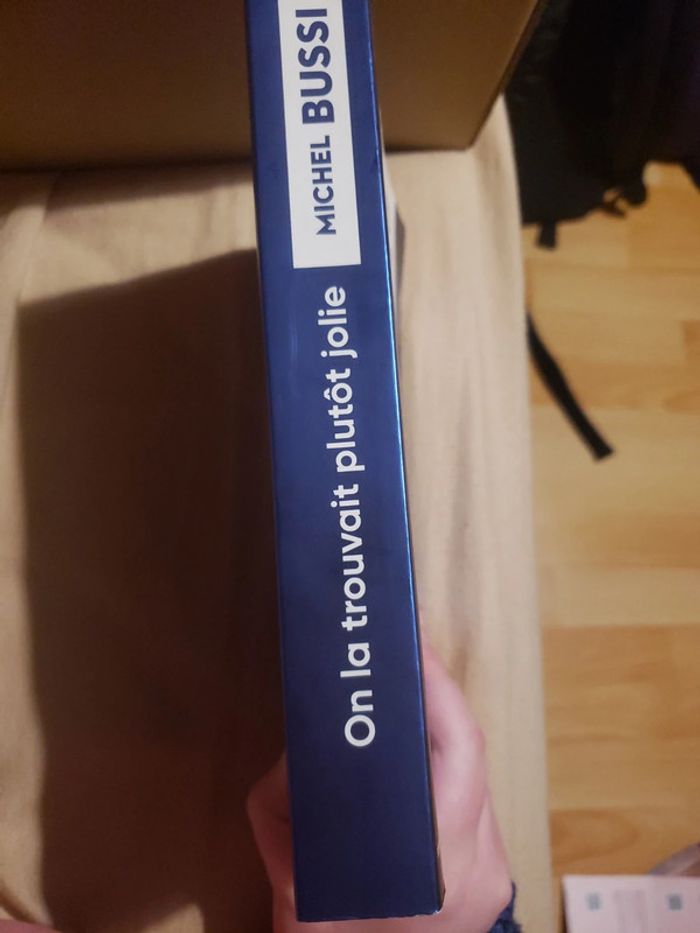 MICHEL BUSSI
On la trouvait plutôt jolie